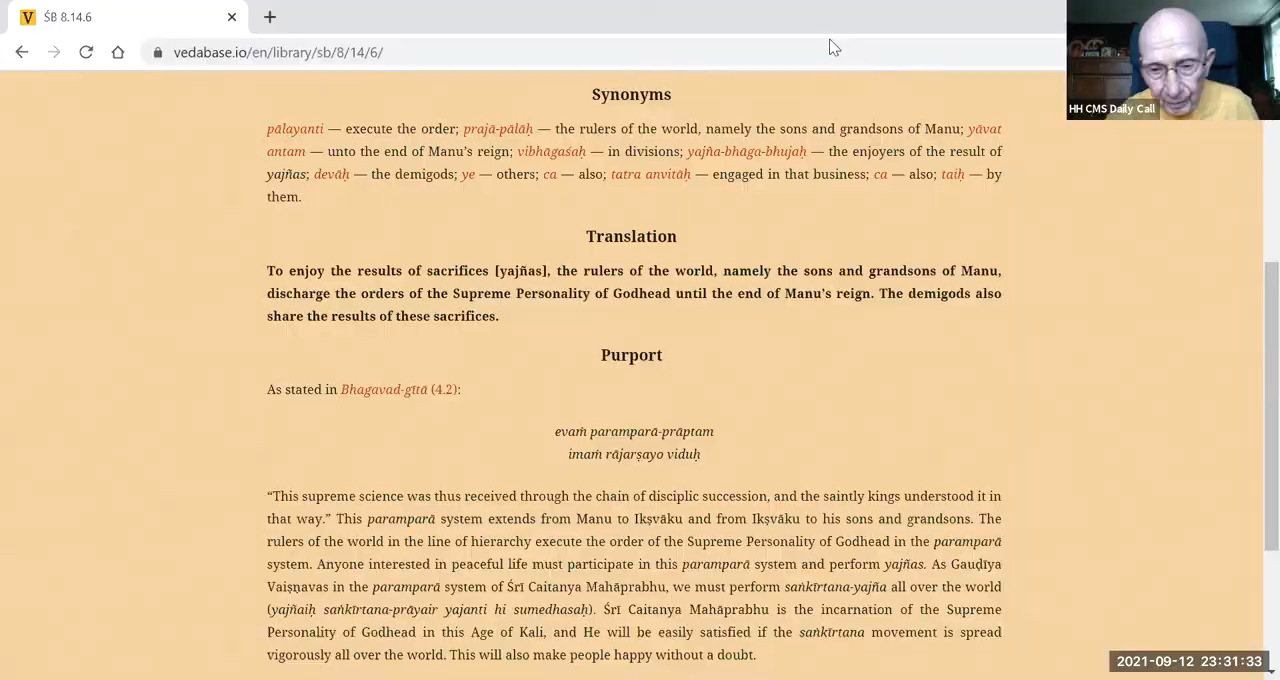 V ŚB 8.14.6
vedabase.io/en/library/sb/8/14/6/
HH CMS Daily Call
Synonyms
pālayanti — execute the order; prajā-pālāḥ — the rulers of the world, namely the sons and grandsons of Manu; yāvat
antam — unto the end of Manu’s reign; vibhāgaśaḥ — in divisions; yajña-bhāga-bhujaḥ — the enjoyers of the result of
yajñas; devāḥ — the demigods; ye — others; ca — also; tatra anvitāḥ — engaged in that business; ca — also; taiḥ — by
them.
Translation
To enjoy the results of sacrifices [yajñas], the rulers of the world, namely the sons and grandsons of Manu,
discharge the orders of the Supreme Personality of Godhead until the end of Manu’s reign. The demigods also
share the results of these sacrifices.
Purport
As stated in Bhagavad-gītā (4.2):
evaṁ paramparā-prāptam
imaṁ rājarṣayo viduḥ
“This supreme science was thus received through the chain of disciplic succession, and the saintly kings understood it in
that way.” This paramparā system extends from Manu to Ikṣvāku and from Ikṣvāku to his sons and grandsons. The
rulers of the world in the line of hierarchy execute the order of the Supreme Personality of Godhead in the paramparā
system. Anyone interested in peaceful life must participate in this paramparā system and perform yajñas. As Gauḍīya
Vaiṣṇavas in the paramparā system of Śrī Caitanya Mahāprabhu, we must perform saṅkīrtana-yajña all over the world
(yajñaiḥ saṅkīrtana-prāyair yajanti hi sumedhasaḥ). Śrī Caitanya Mahāprabhu is the incarnation of the Supreme
Personality of Godhead in this Age of Kali, and He will be easily satisfied if the saṅkīrtana movement is spread
vigorously all over the world. This will also make people happy without a doubt.
2021-09-12 23:31:33